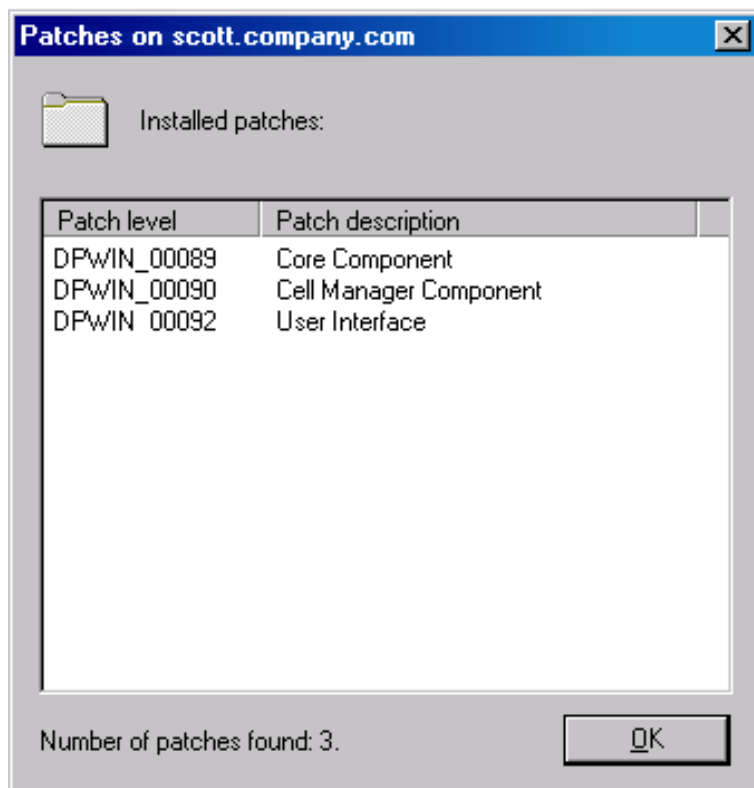 Patches on scott.company.com
Installed patches:
Patch level Patch description
DPWIN_00089 Core Component
DPWIN_00090 Cell Manager Component
DPWIN_00092 User Interface
Number of patches found: 3.
OK